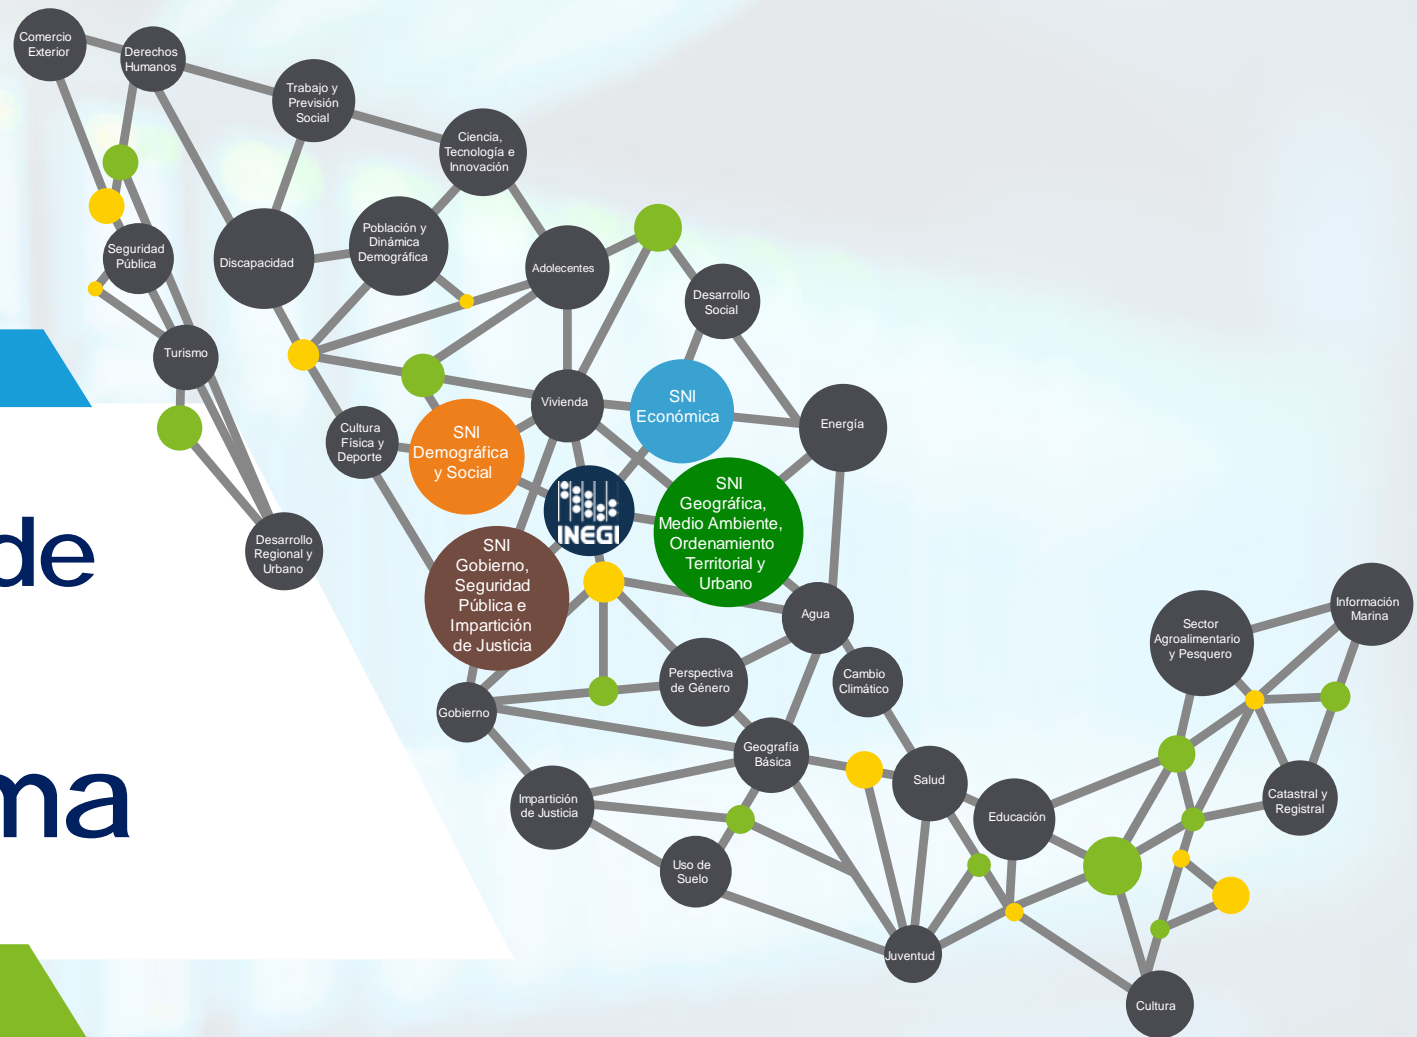 Comercio
Exterior
Derechos
Humanos
Trabajo y
Previsión
Social
Ciencia,
Tecnología e
Innovación
Seguridad
Pública
Discapacidad
Población y
Dinámica
Demográfica
Adolecentes
Desarrollo
Social
Turismo
Vivienda
SNI
Económica
Energía
Cultura
Física y
Deporte
SNI
Demográfica
y Social
INEGI
SNI
Geográfica,
Medio Ambiente,
Ordenamiento
Territorial y
Urbano
de
Desarrollo
Regional y
Urbano
SNI
Gobierno,
Seguridad
Pública e
Impartición
de Justicia
Agua
Sector
Agroalimentario
y Pesquero
Información
Marina
Perspectiva
de Género
Cambio
Climático
Gobierno
Geografía
Básica
ma
Impartición
de Justicia
Salud
Educación
Catastral y
Registral
Uso de
Suelo
Juventud
Cultura